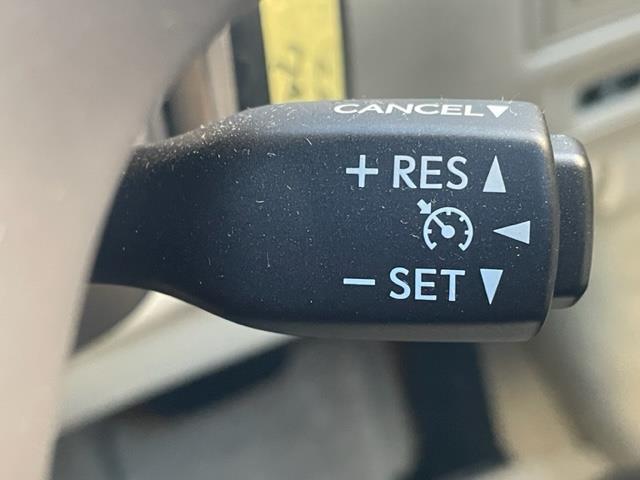 CANCEL▼
+ RES ▲
◀
− SET ▼